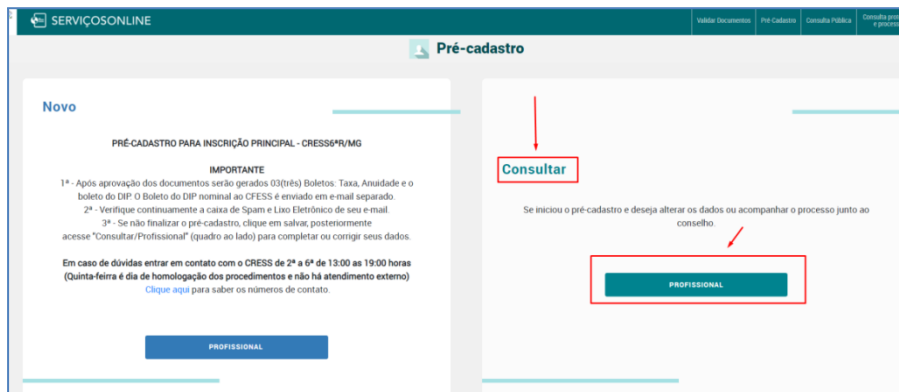 SERVIÇOSONLINE
Validar Documentos
Pré-Cadastro
Consulta Pública
Consulta
e process
Pré-cadastro
Novo
PRÉ-CADASTRO PARA INSCRIÇÃO PRINCIPAL - CRESS6ªR/MG
IMPORTANTE
1ª - Após aprovação dos documentos serão gerados 03(três) Boletos: Taxa, Anuidade e o
boleto do DIP. O Boleto do DIP nominal ao CFESS é enviado em e-mail separado.
2ª - Verifique continuamente a caixa de Spam e Lixo Eletrônico de seu e-mail.
3ª - Se não finalizar o pré-cadastro, clique em salvar, posteriormente
acesse "Consultar/Profissional" (quadro ao lado) para completar ou corrigir seus dados.
Em caso de dúvidas entrar em contato com o CRESS de 2ª a 6ª de 13:00 as 19:00 horas
(Quinta-feirra é dia de homologação dos procedimentos e não há atendimento externo)
Clique aqui para saber os números de contato.
PROFISSIONAL
Consultar
Se iniciou o pré-cadastro e deseja alterar os dados ou acompanhar o processo junto ao
conselho.
PROFISSIONAL